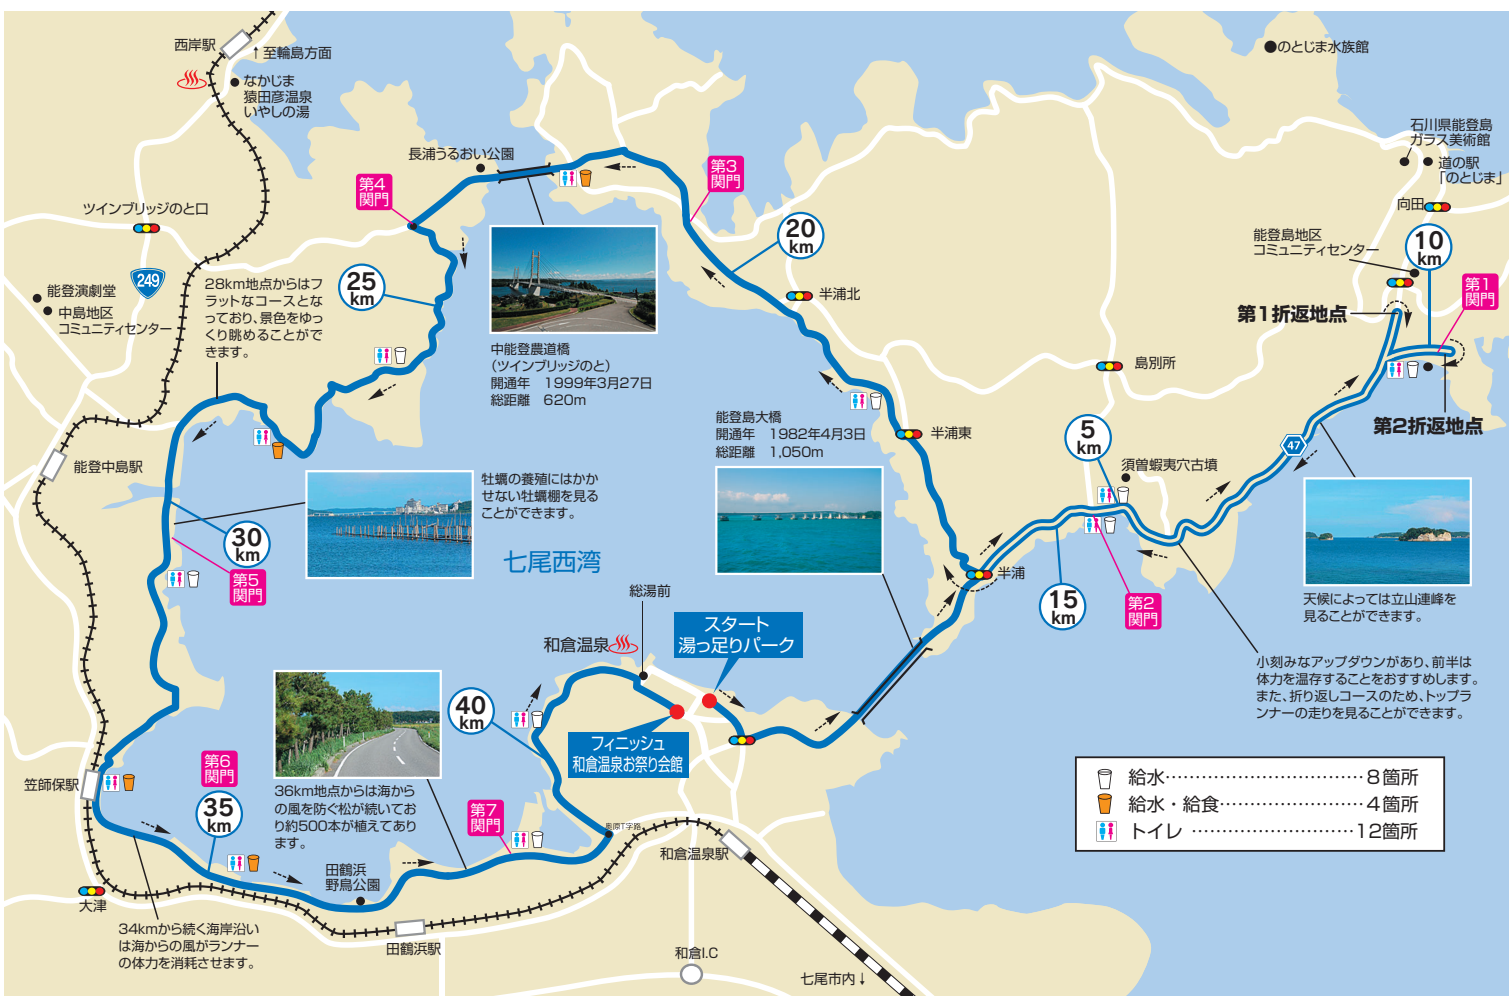 西岸駅
↑至輪島方面
なかじま
猿田彦温泉
いやしの湯
●のとじま水族館
石川県能登島
ガラス美術館
道の駅
「のとじま」
向田
能登島地区
コミュニティセンター
10
km
第1
関門
第1折返地点
第2折返地点
長浦うるおい公園
第4
関門
第3
関門
ツインブリッジのと口
249
能登演劇堂
中島地区
コミュニティセンター
28km地点からはフ
ラットなコースとな
っており、景色をゆっ
くり眺めることがで
きます。
25
km
20
km
半浦北
中能登農道橋
(ツインブリッジのと)
開通年　1999年3月27日
総距離　620m
島別所
能登島大橋
開通年　1982年4月3日
総距離　1,050m
半浦東
5
km
須曽蝦夷穴古墳
47
能登中島駅
牡蠣の養殖にはかか
せない牡蠣棚を見る
ことができます。
30
km
第5
関門
七尾西湾
半浦
15
km
第2
関門
天候によっては立山連峰を
見ることができます。
総湯前
和倉温泉
スタート
湯っ足りパーク
小刻みなアップダウンがあり、前半は
体力を温存することをおすすめします。
また、折り返しコースのため、トップラ
ンナーの走りを見ることができます。
40
km
フィニッシュ
和倉温泉お祭り会館
笠師保駅
第6
関門
35
km
36km地点からは海から
の風を防ぐ松が続いてお
り約500本が植えてあり
ます。
第7
関門
奥原T字路
和倉温泉駅
給水……………………………8箇所
給水・給食………………………4箇所
トイレ …………………………12箇所
田鶴浜
野鳥公園
大津
34kmから続く海岸沿い
は海からの風がランナー
の体力を消耗させます。
田鶴浜駅
和倉I.C
七尾市内↓